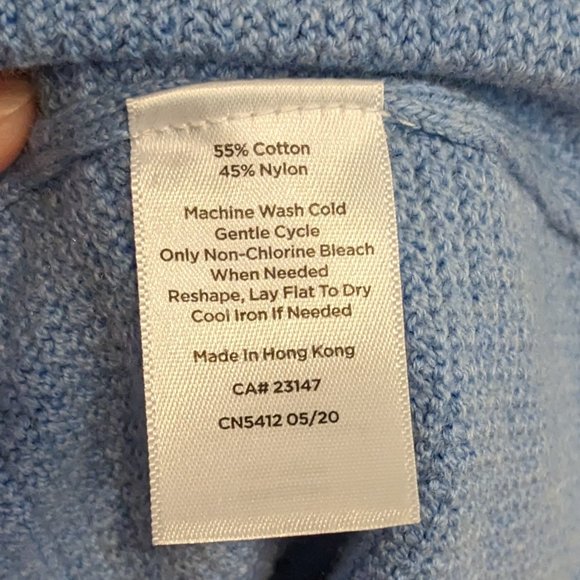 55% Cotton
45% Nylon
Machine Wash Cold
Gentle Cycle
Only Non-Chlorine Bleach
When Needed
Reshape, Lay Flat To Dry
Cool Iron If Needed
Made In Hong Kong
CA# 23147
CN5412 05/20